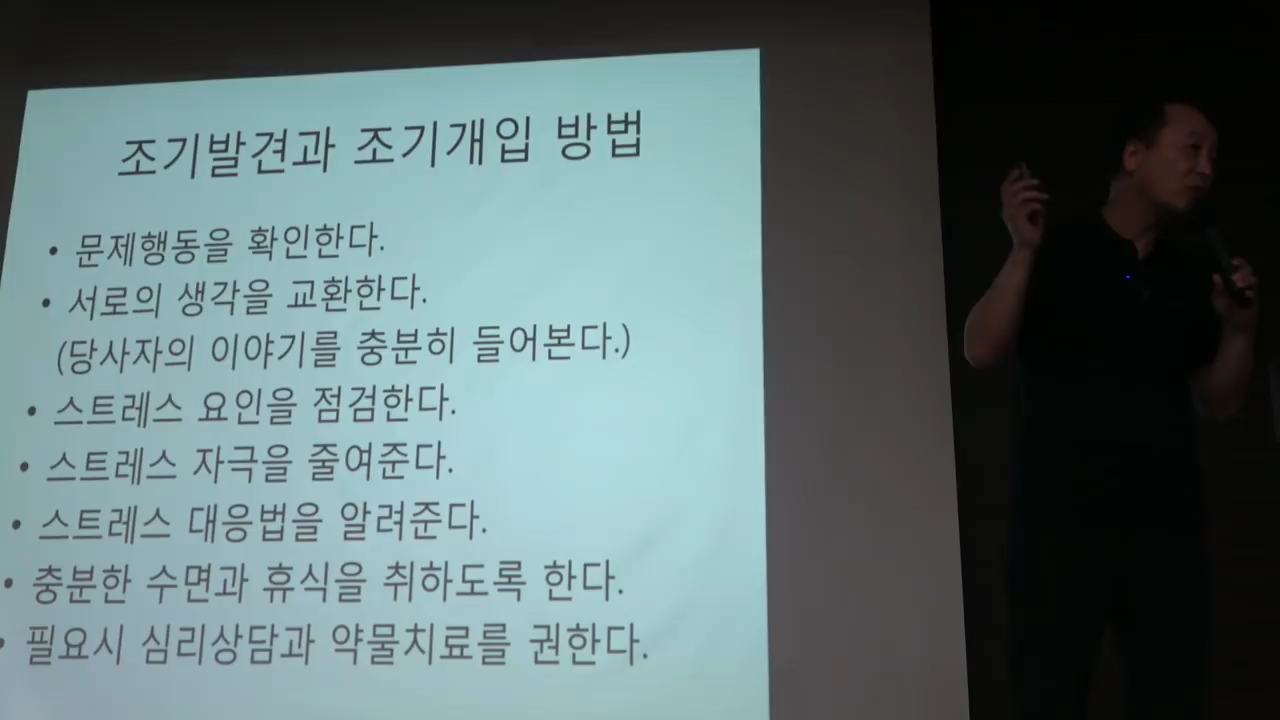 조기발견과 조기개입 방법
• 문제행동을 확인한다.
• 서로의 생각을 교환한다.
(당사자의 이야기를 충분히 들어본다.)
• 스트레스 요인을 점검한다.
• 스트레스 자극을 줄여준다.
• 스트레스 대응법을 알려준다.
• 충분한 수면과 휴식을 취하도록 한다.
• 필요시 심리상담과 약물치료를 권한다.